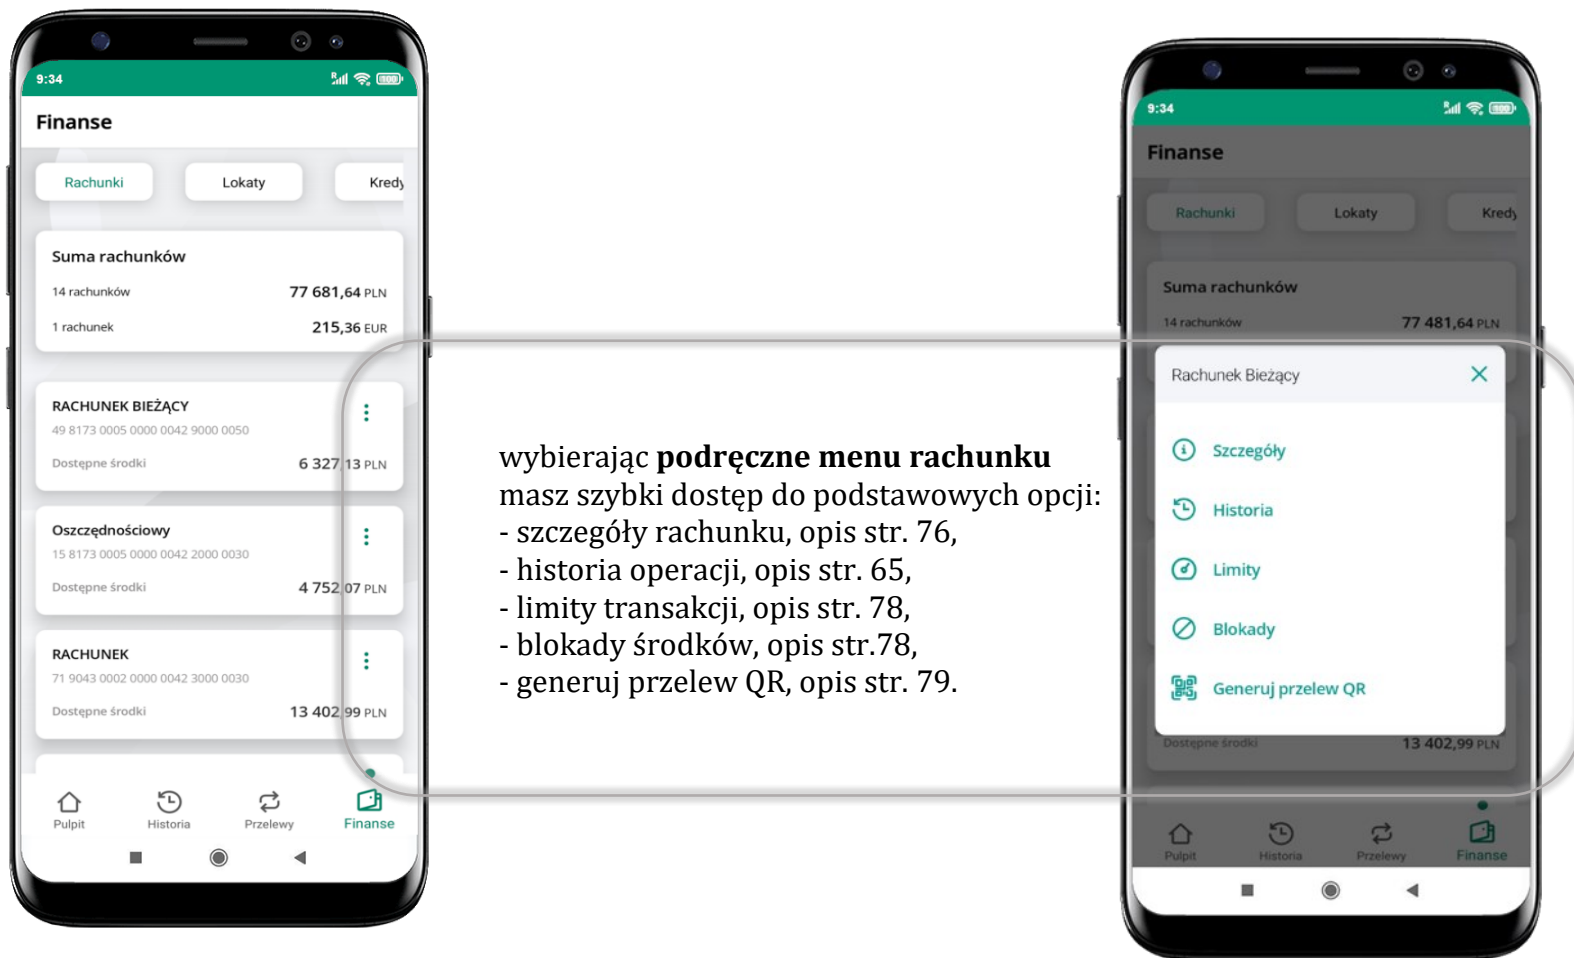 9:34
Finanse
Rachunki Lokaty Kredy
Suma rachunków
14 rachunków 77 681,64 PLN
1 rachunek 215,36 EUR
RACHUNEK BIEŻĄCY
49 8173 0005 0000 0042 9000 0050
Dostępne środki 6 327,13 PLN
Oszczędnościowy
15 8173 0005 0000 0042 2000 0030
Dostępne środki 4 752,07 PLN
RACHUNEK
71 9043 0002 0000 0042 3000 0030
Dostępne środki 13 402,99 PLN
Pulpit Historia Przelewy Finanse
wybierając podręczne menu rachunku
masz szybki dostęp do podstawowych opcji:
- szczegóły rachunku, opis str. 76,
- historia operacji, opis str. 65,
- limity transakcji, opis str. 78,
- blokady środków, opis str.78,
- generuj przelew QR, opis str. 79.
9:34
Finanse
Rachunki Lokaty Kredy
Suma rachunków
14 rachunków 77 481,64 PLN
Rachunek Bieżący
Szczegóły
Historia
Limity
Blokady
Generuj przelew QR
Dostępne środki 13 402,99 PLN
Pulpit Historia Przelewy Finanse